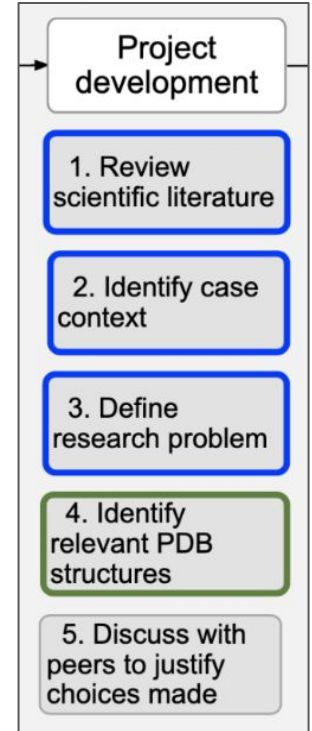 Project
development
1. Review
scientific literature
2. Identify case
context
3. Define
research problem
4. Identify
relevant PDB
structures
5. Discuss with
peers to justify
choices made